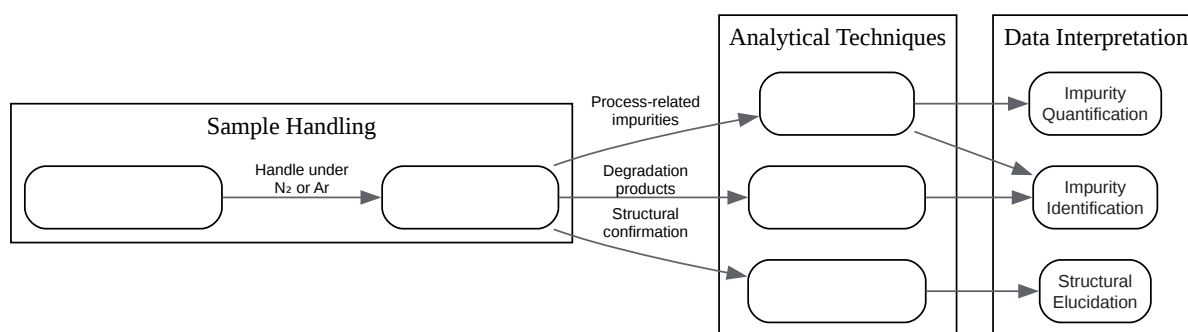 Analytical Techniques
Data Interpretation
Sample Handling
Handle under
N₂ or Ar
Process-related
impurities
Degradation
products
Structural
confirmation
Impurity
Quantification
Impurity
Identification
Structural
Elucidation